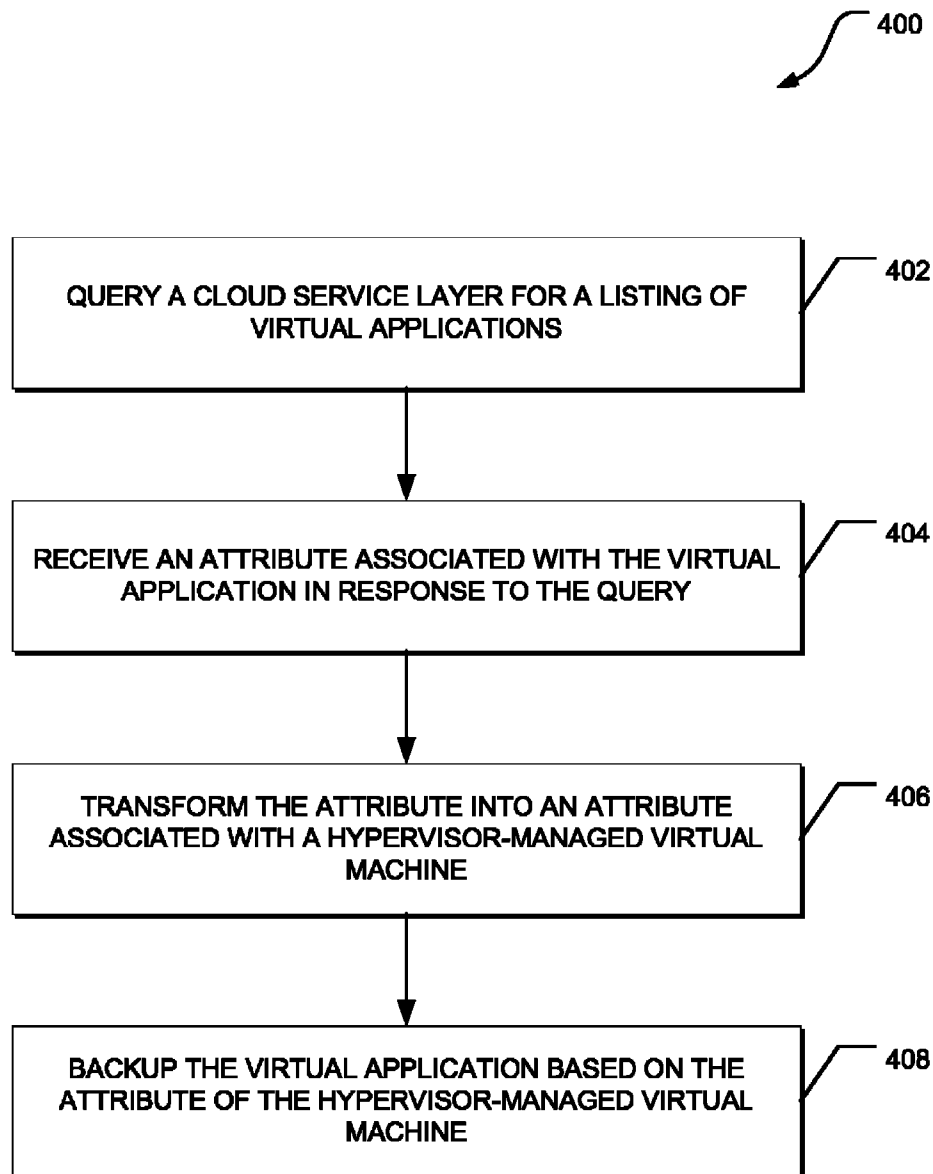 400
QUERY A CLOUD SERVICE LAYER FOR A LISTING OF
VIRTUAL APPLICATIONS
402
RECEIVE AN ATTRIBUTE ASSOCIATED WITH THE VIRTUAL
APPLICATION IN RESPONSE TO THE QUERY
404
TRANSFORM THE ATTRIBUTE INTO AN ATTRIBUTE
ASSOCIATED WITH A HYPERVISOR-MANAGED VIRTUAL
MACHINE
406
BACKUP THE VIRTUAL APPLICATION BASED ON THE
ATTRIBUTE OF THE HYPERVISOR-MANAGED VIRTUAL
MACHINE
408